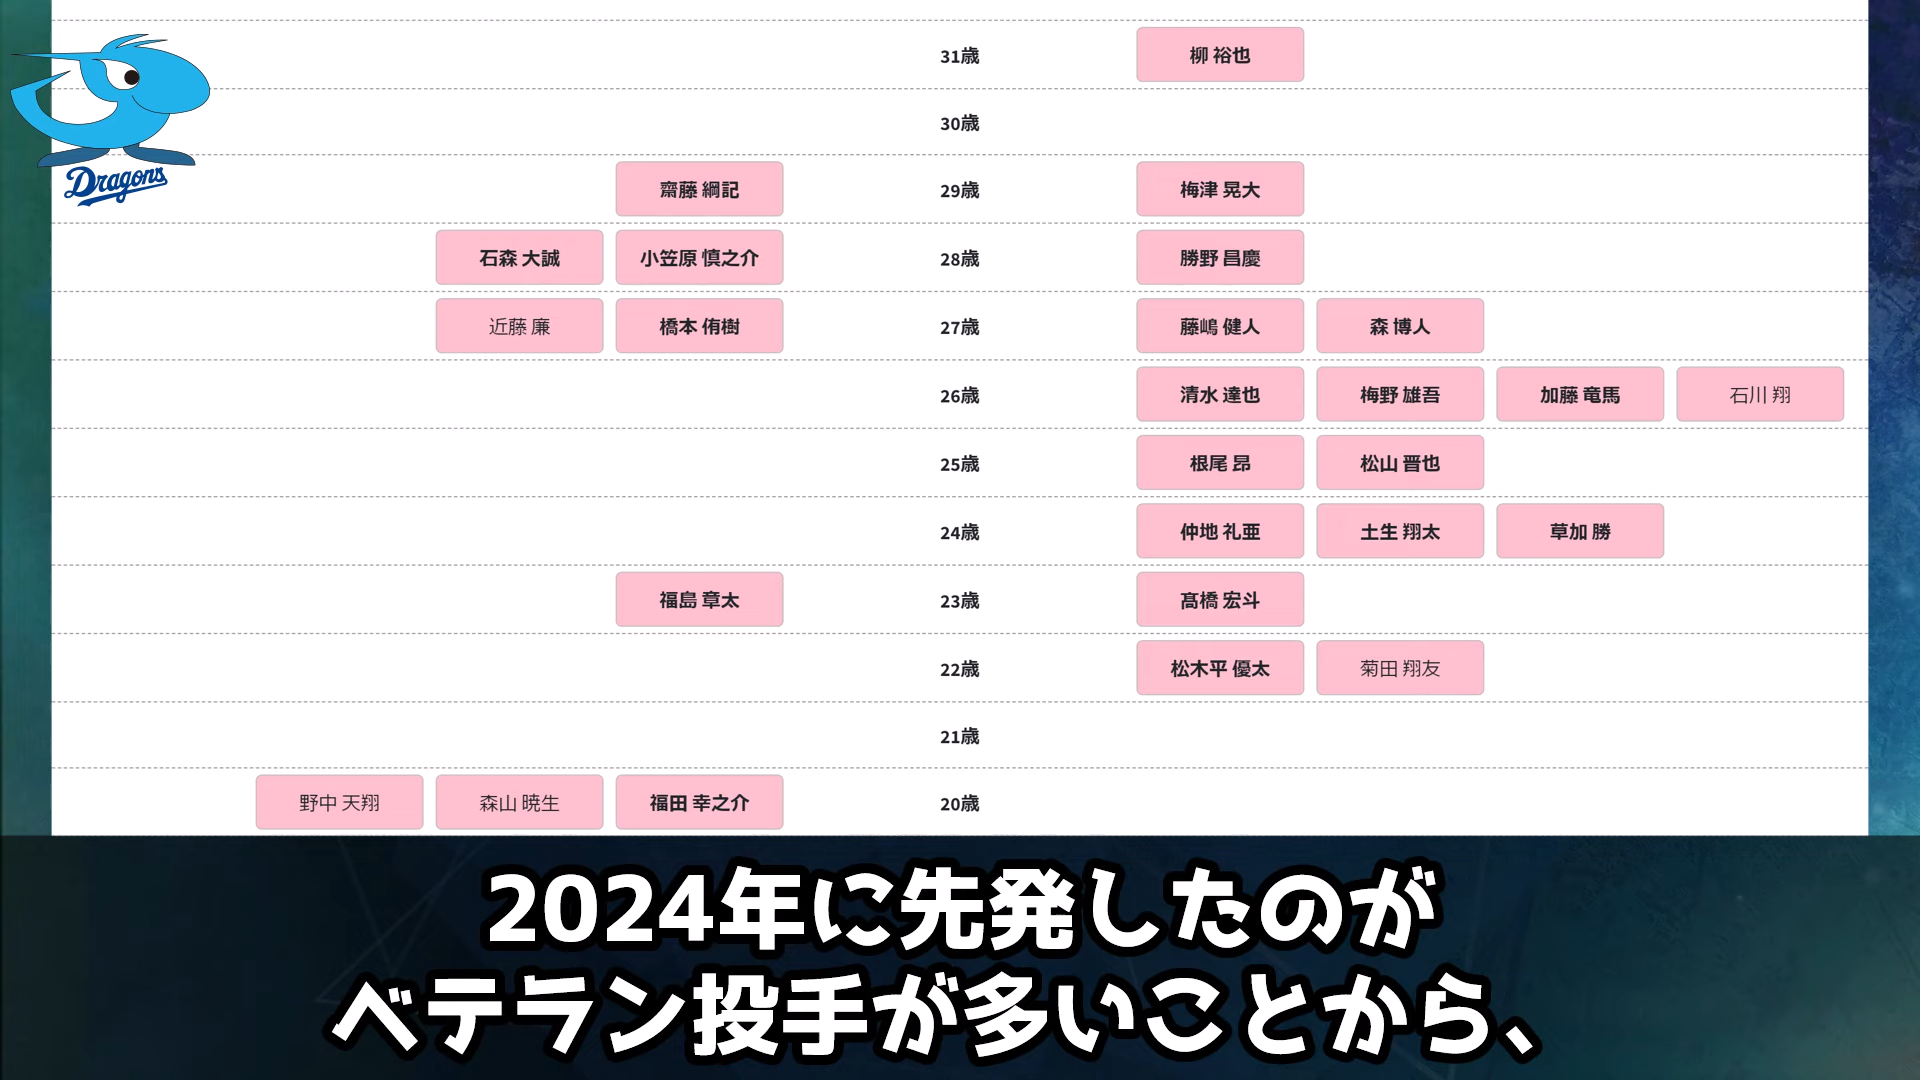 31歳 柳 裕也
30歳
Dragons
齋藤 綱記 29歳 梅津 晃大
石森 大誠 小笠原 慎之介 28歳 勝野 昌慶
近藤 廉 橋本 侑樹 27歳 藤嶋 健人 森 博人
26歳 清水 達也 梅野 雄吾 加藤 竜馬 石川 翔
25歳 根尾 昂 松山 晋也
24歳 仲地 礼亜 土生 翔太 草加 勝
福島 章太 23歳 髙橋 宏斗
22歳 松木平 優太 菊田 翔友
21歳
野中 天翔 森山 暁生 福田 幸之介 20歳
2024年に先発したのが
ベテラン投手が多いことから、